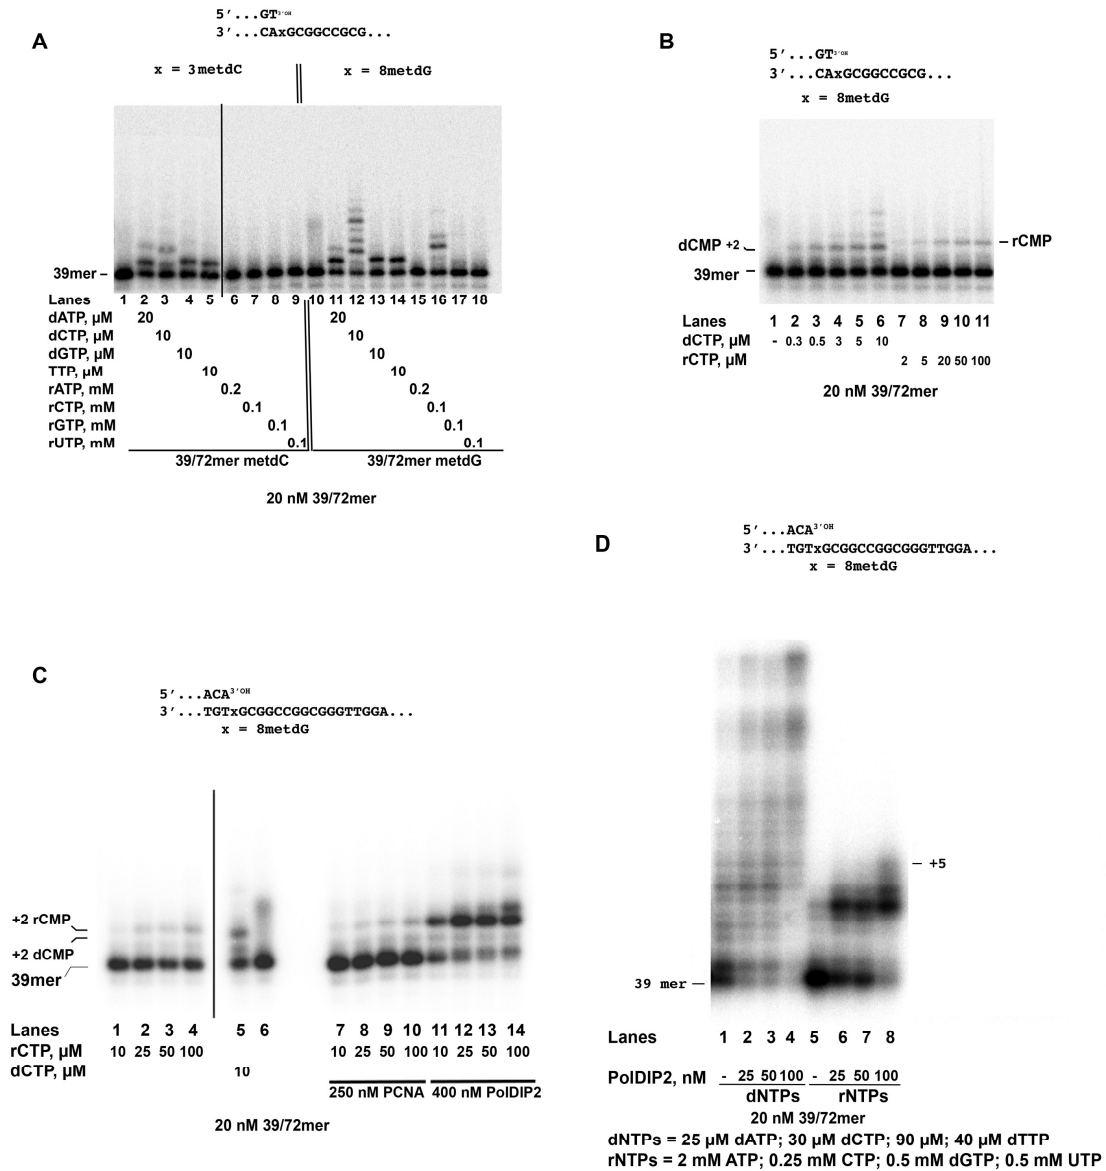 A
5′...GT3′OH
3′...CAxGCGGCCGCG...
x = 3metdC
x = 8metdG
39mer
Lanes 1 2 3 4 5 6 7 8 9 10 11 12 13 14 15 16 17 18
dATP, µM 20 20
dCTP, µM 10 10
dGTP, µM 10 10
TTP, µM 10 10
rATP, mM 0.2 0.2
rCTP, mM 0.1 0.1
rGTP, mM 0.1 0.1
rUTP, mM 0.1 0.1
39/72mer metdC 39/72mer metdG
20 nM 39/72mer
B
5′...GT3′OH
3′...CAxGCGGCCGCG...
x = 8metdG
dCMP +2
39mer
rCMP
Lanes 1 2 3 4 5 6 7 8 9 10 11
dCTP, µM - 0.3 0.5 3 5 10
rCTP, µM 2 5 20 50 100
20 nM 39/72mer
C
5′...ACA3′OH
3′...TGTxGCGGCCGGCGGGTTGGA...
x = 8metdG
+2 rCMP
+2 dCMP
39mer
Lanes 1 2 3 4 5 6 7 8 9 10 11 12 13 14
rCTP, µM 10 25 50 100 10 25 50 100 10 25 50 100
dCTP, µM 10
250 nM PCNA 400 nM PolDIP2
20 nM 39/72mer
D
5′...ACA3′OH
3′...TGTxGCGGCCGGCGGGTTGGA...
x = 8metdG
+5
39 mer
Lanes 1 2 3 4 5 6 7 8
PolDIP2, nM - 25 50 100 - 25 50 100
dNTPs rNTPs
20 nM 39/72mer
dNTPs = 25 µM dATP; 30 µM dCTP; 90 µM; 40 µM dTTP
rNTPs = 2 mM ATP; 0.25 mM CTP; 0.5 mM dGTP; 0.5 mM UTP